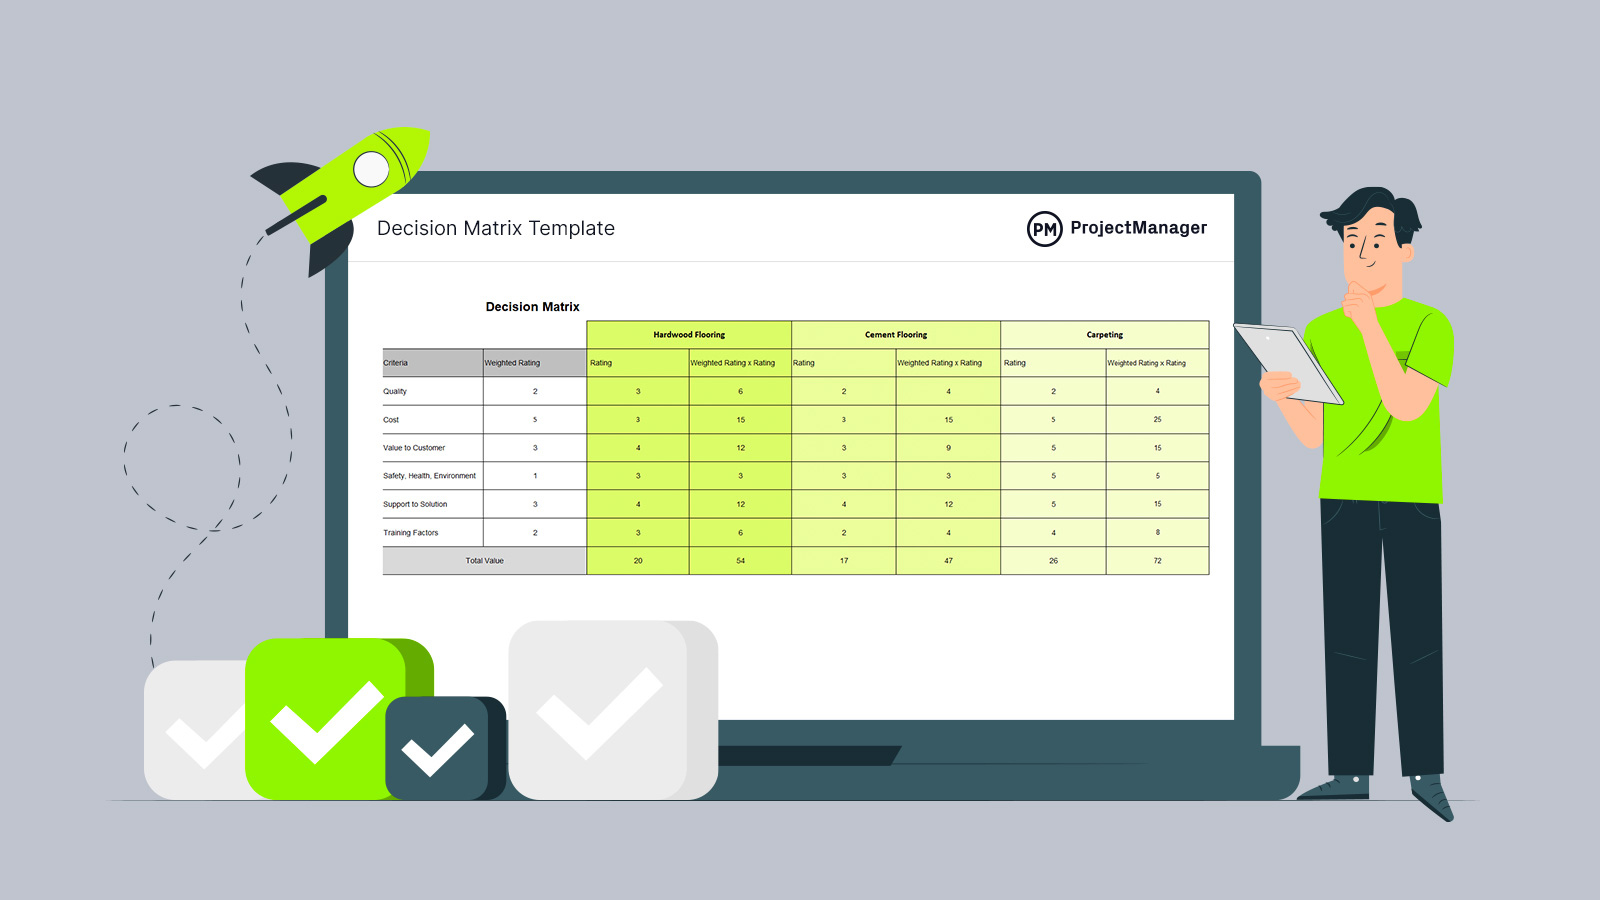 Decision Matrix Template
PM ProjectManager
Decision Matrix
Hardwood Flooring Cement Flooring Carpeting
Criteria Weighted Rating Rating Weighted Rating x Rating Rating Weighted Rating x Rating Rating Weighted Rating x Rating
Quality 2 3 6 2 4 2 4
Cost 5 3 15 3 15 5 25
Value to Customer 3 4 12 3 9 5 15
Safety, Health, Environment 1 3 3 3 3 5 5
Support to Solution 3 4 12 4 12 5 15
Training Factors 2 3 6 2 4 4 8
Total Value 20 54 17 47 26 72